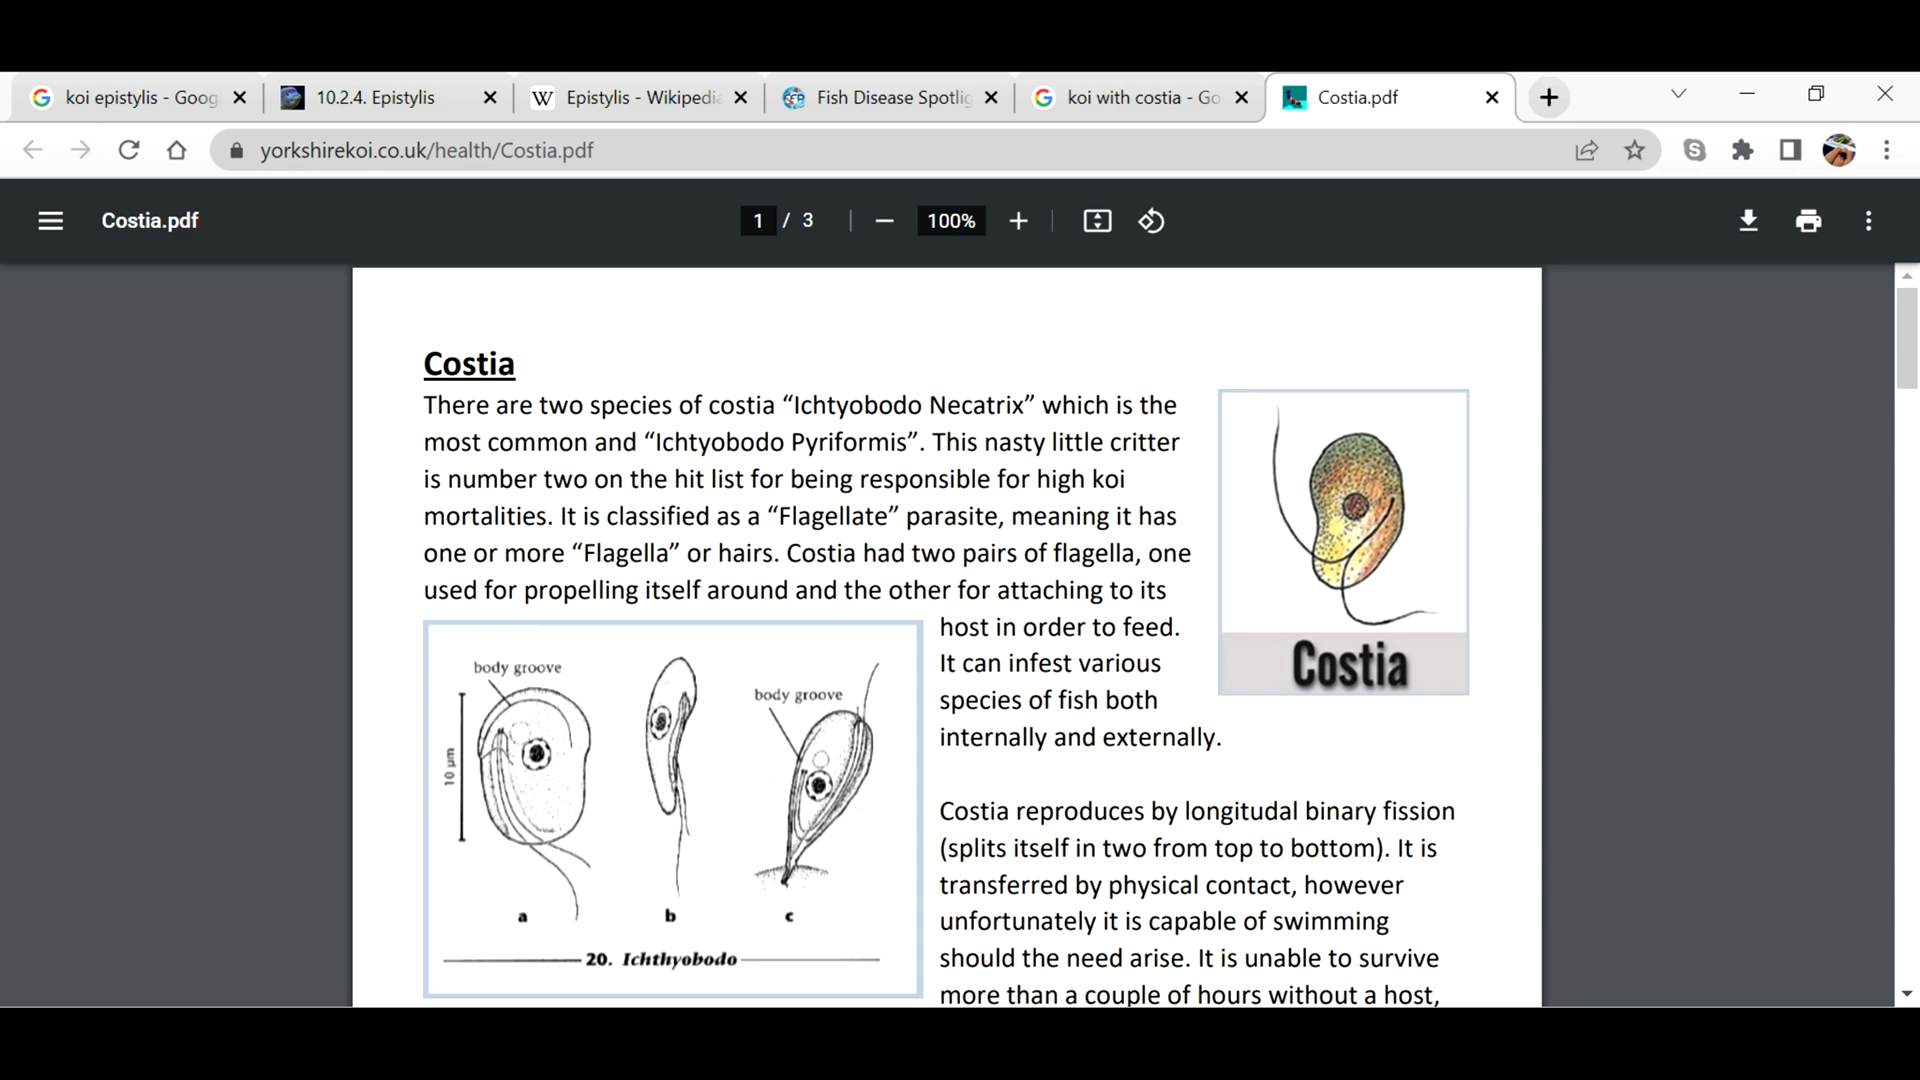 koi epistylis - Goog
10.2.4. Epistylis
Epistylis - Wikipedia
Fish Disease Spotlig
koi with costia - Go
Costia.pdf
yorkshirekoi.co.uk/health/Costia.pdf
Costia.pdf
1 / 3
100%
Costia
There are two species of costia “Ichtyobodo Necatrix” which is the
most common and “Ichtyobodo Pyriformis”. This nasty little critter
is number two on the hit list for being responsible for high koi
mortalities. It is classified as a “Flagellate” parasite, meaning it has
one or more “Flagella” or hairs. Costia had two pairs of flagella, one
used for propelling itself around and the other for attaching to its
host in order to feed.
It can infest various
species of fish both
internally and externally.
Costia
body groove
body groove
10 µm
a
b
c
20. Ichthyobodo
Costia reproduces by longitudal binary fission
(splits itself in two from top to bottom). It is
transferred by physical contact, however
unfortunately it is capable of swimming
should the need arise. It is unable to survive
more than a couple of hours without a host,